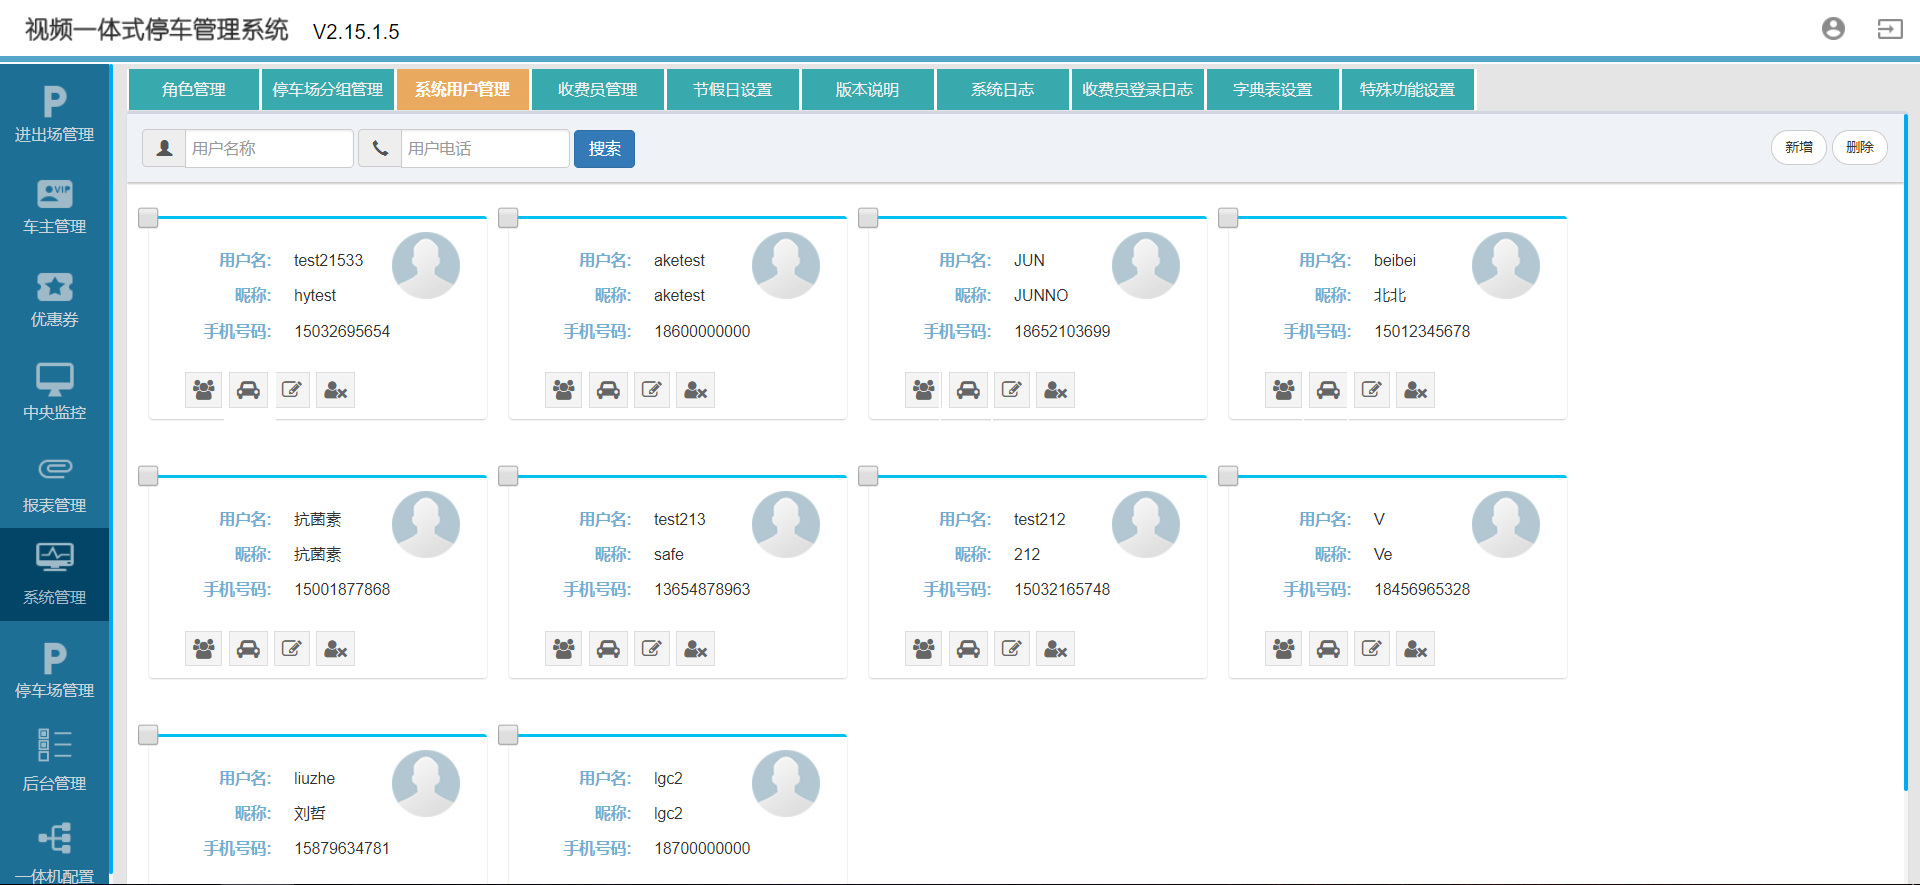 视频一体式停车管理系统 V2.15.1.5
角色管理 停车场分组管理 系统用户管理 收费员管理 节假日设置 版本说明 系统日志 收费员登录日志 字典表设置 特殊功能设置
用户名称 用户电话 搜索 新增 删除
P
进出场管理
VIP
车主管理
优惠券
中央监控
报表管理
系统管理
P
停车场管理
后台管理
一体机配置
用户名: test21533
昵称: hytest
手机号码: 15032695654
用户名: aketest
昵称: aketest
手机号码: 18600000000
用户名: JUN
昵称: JUNNO
手机号码: 18652103699
用户名: beibei
昵称: 北北
手机号码: 15012345678
用户名: 抗菌素
昵称: 抗菌素
手机号码: 15001877868
用户名: test213
昵称: safe
手机号码: 13654878963
用户名: test212
昵称: 212
手机号码: 15032165748
用户名: V
昵称: Ve
手机号码: 18456965328
用户名: liuzhe
昵称: 刘哲
手机号码: 15879634781
用户名: lgc2
昵称: lgc2
手机号码: 18700000000